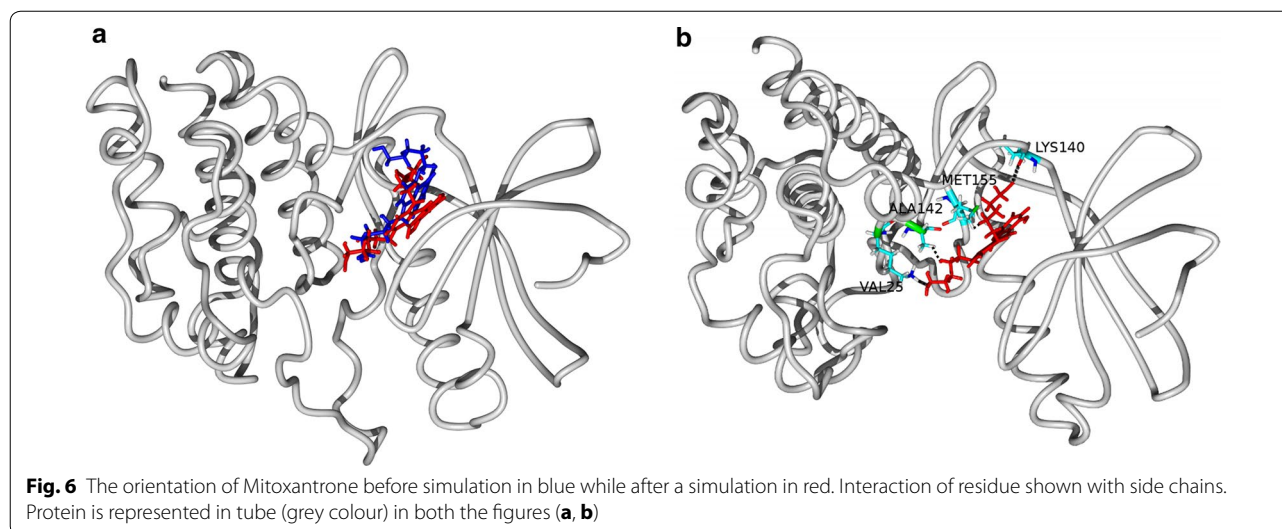 a
b
LYS140
MET155
ALA142
VAL25
Fig. 6 The orientation of Mitoxantrone before simulation in blue while after a simulation in red. Interaction of residue shown with side chains.
Protein is represented in tube (grey colour) in both the figures (a, b)